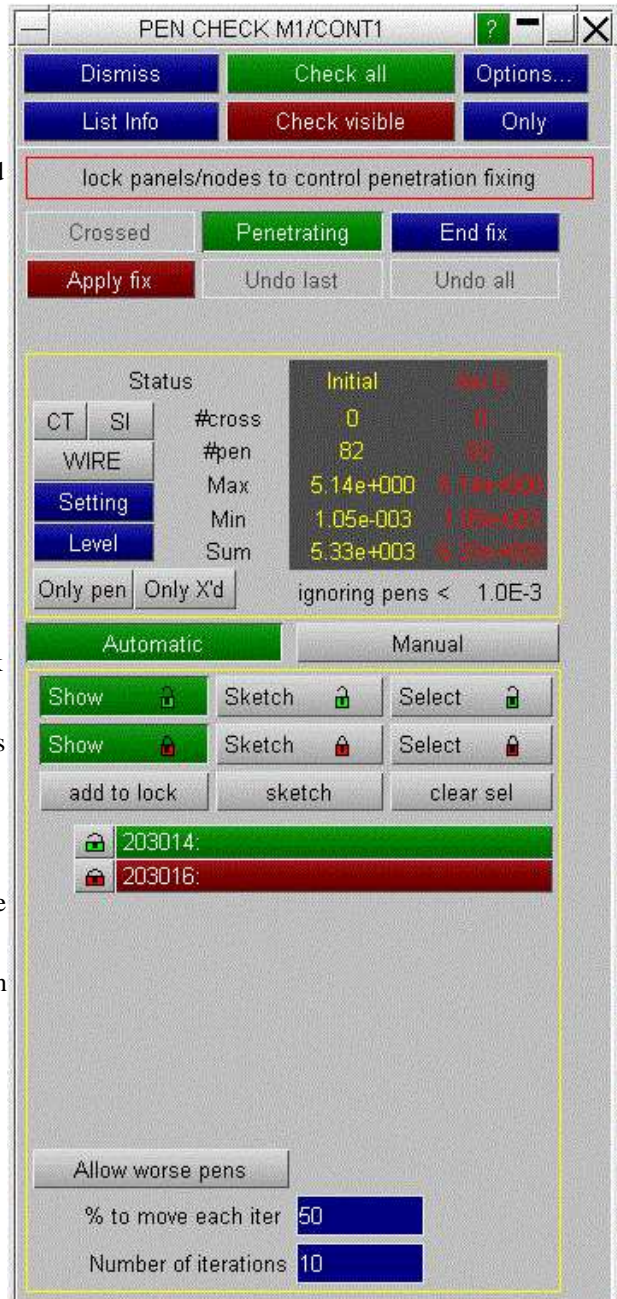 PEN CHECK M1/CONT1 ?
Dismiss Check all Options...
List Info Check visible Only
lock panels/nodes to control penetration fixing
Crossed Penetrating End fix
Apply fix Undo last Undo all
Status Initial
CT SI #cross 0 0
WIRE #pen 82
Setting Max 5.14e+000
Level Min 1.05e-003
Sum 5.33e+003
Only pen Only X'd ignoring pens < 1.0E-3
Automatic Manual
Show Sketch Select
Show Sketch Select
add to lock sketch clear sel
203014:
203016:
Allow worse pens
% to move each iter 50
Number of iterations 10